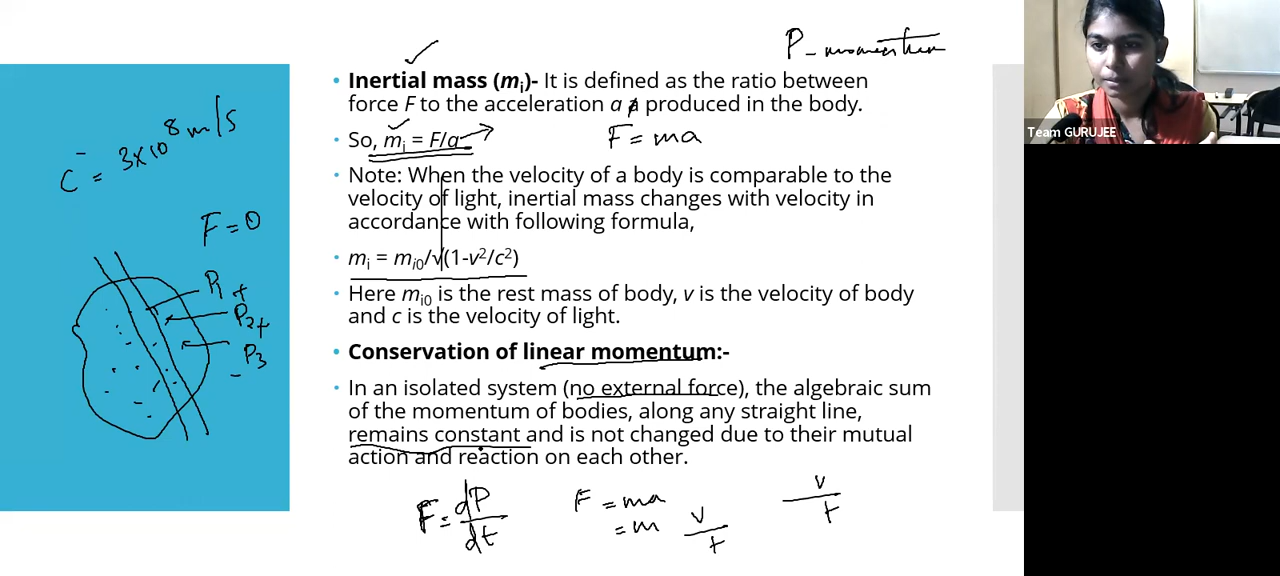 P - momentum
• Inertial mass (mᵢ)- It is defined as the ratio between
force F to the acceleration a produced in the body.
• So, mᵢ = F/a
F = ma
• Note: When the velocity of a body is comparable to the
velocity of light, inertial mass changes with velocity in
accordance with following formula,
• mᵢ = mᵢ₀/√(1-v²/c²)
• Here mᵢ₀ is the rest mass of body, v is the velocity of body
and c is the velocity of light.
• Conservation of linear momentum:-
• In an isolated system (no external force), the algebraic sum
of the momentum of bodies, along any straight line,
remains constant and is not changed due to their mutual
action and reaction on each other.
F = dP/dt
F = ma
= m v/t
v/t
C = 3×10⁸ m/s
F = 0
P₁ +
P₂ +
P₃
Team GURUJEE